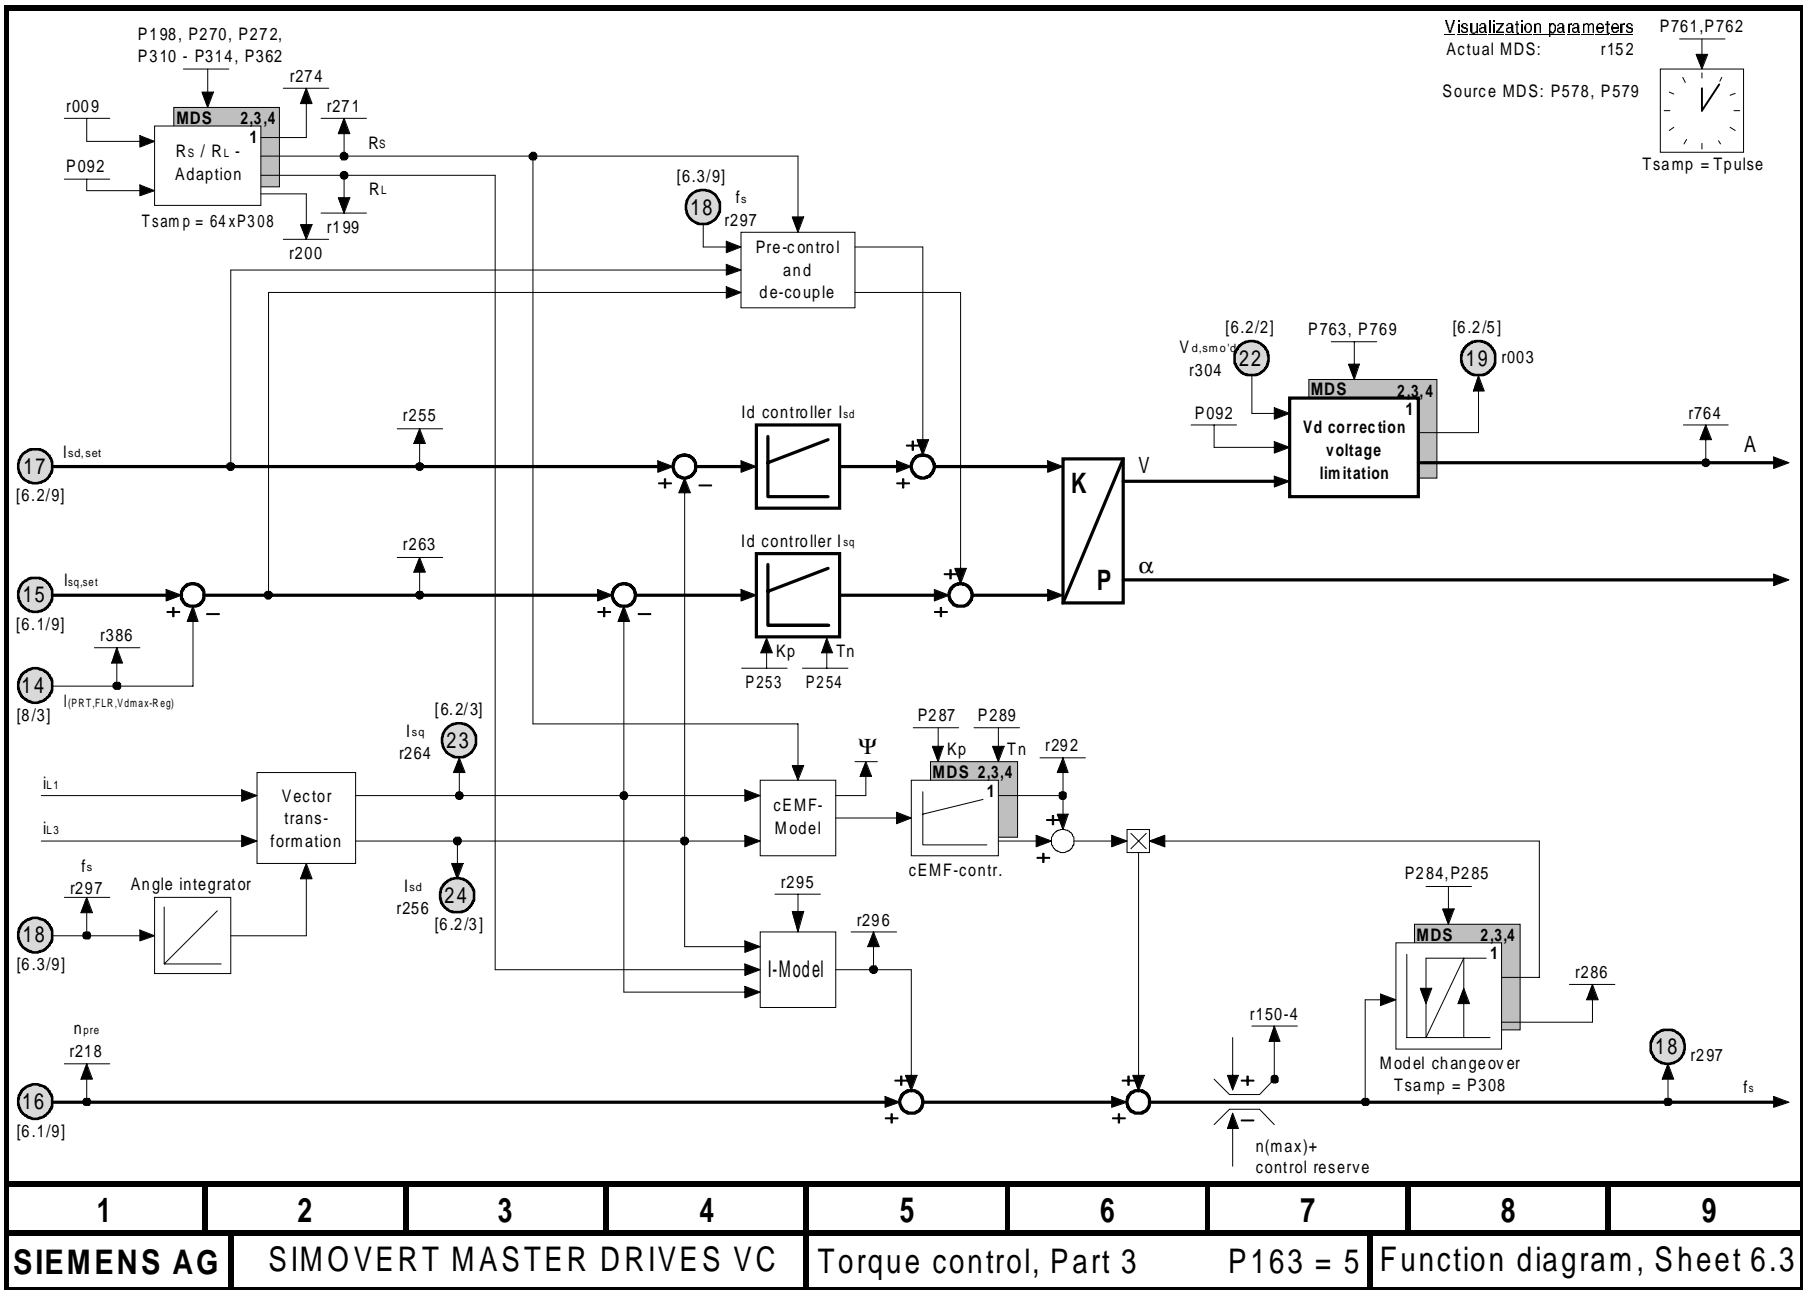 P198, P270, P272,
P310 - P314, P362
r274
r009
r271
MDS 2,3,4
1
RS / RL -
Adaption
RS
P092
RL
Tsamp = 64xP308
r199
r200
Visualization parameters
Actual MDS: r152
Source MDS: P578, P579
P761,P762
Tsamp = Tpulse
[6.3/9]
18
fs
r297
Pre-control
and
de-couple
[6.2/2]
Vd,smo'd
22
r304
P763, P769
[6.2/5]
19
r003
MDS 2,3,4
1
P092
Vd correction
voltage
limitation
r764
A
r255
Id controller Isd
17
Isd,set
[6.2/9]
+
−
+
+
K
P
V
α
r263
Id controller Isq
15
Isq,set
[6.1/9]
+
−
+
−
+
+
r386
Kp
Tn
P253
P254
14
I(PRT,FLR,Vdmax-Reg)
[8/3]
[6.2/3]
Isq
23
r264
Ψ
P287
P289
Kp
Tn
r292
MDS 2,3,4
1
iL1
iL3
Vector
trans-
formation
cEMF-
Model
+
+
cEMF-contr.
fs
r297
Angle integrator
Isd
24
r256
[6.2/3]
r295
r296
18
[6.3/9]
I-Model
P284,P285
MDS 2,3,4
1
r286
npre
r218
r150-4
Model changeover
Tsamp = P308
18
r297
16
[6.1/9]
+
+
+
+
+
−
fs
n(max)+
control reserve
1 2 3 4 5 6 7 8 9
SIEMENS AG SIMOVERT MASTER DRIVES VC Torque control, Part 3 P163 = 5 Function diagram, Sheet 6.3